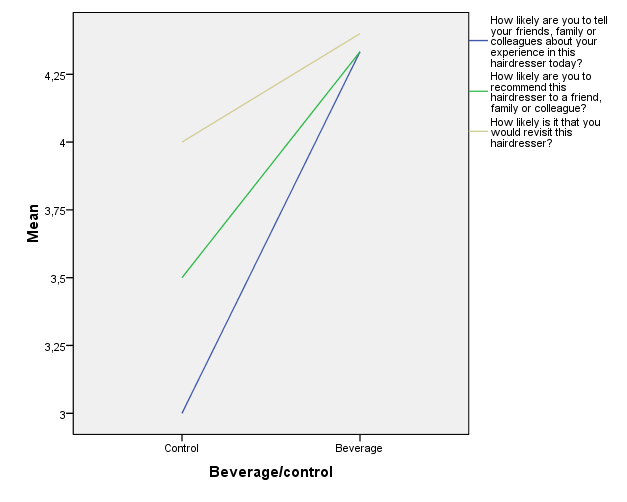 How likely are you to tell
your friends, family or
colleagues about your
experience in this
hairdresser today?
How likely are you to
recommend this
hairdresser to a friend,
family or colleague?
How likely is it that you
would revisit this
hairdresser?
4,25
4
3,75
3,5
3,25
3
Mean
Control
Beverage
Beverage/control